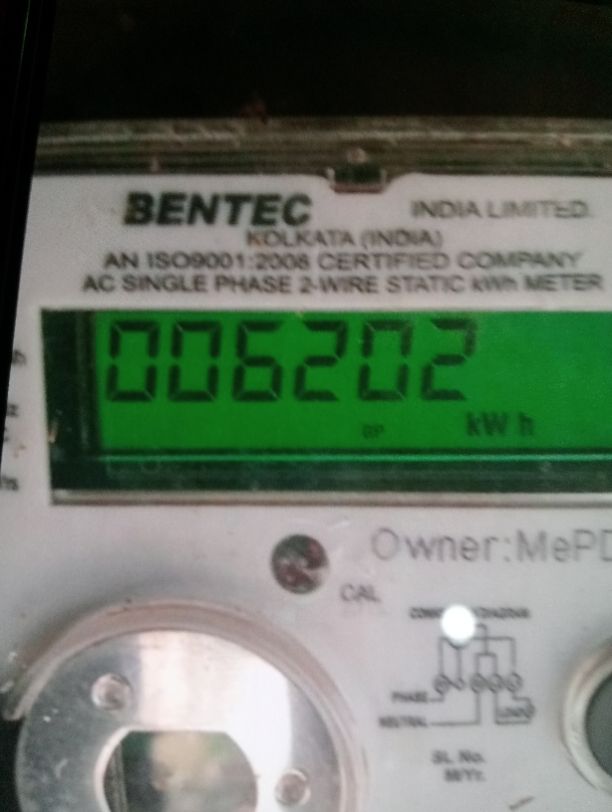 BENTEC INDIA LIMITED.
KOLKATA (INDIA)
AN ISO9001:2008 CERTIFIED COMPANY
AC SINGLE PHASE 2-WIRE STATIC kWh METER
006202
kW h
Owner:MePD
CAL
PHASE
NEUTRAL
LOAD
SL. No.
M/Yr.